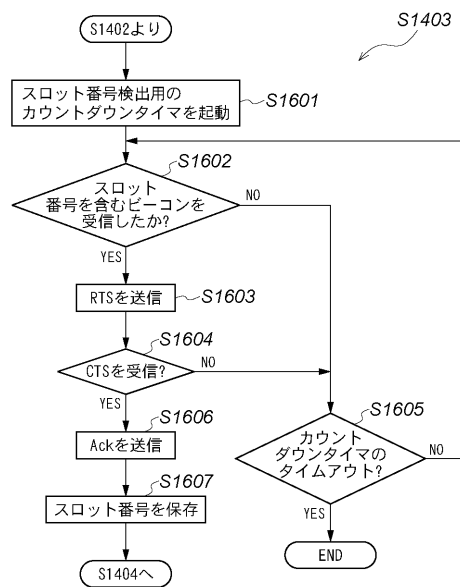 S1402より
S1403
スロット番号検出用の
カウントダウンタイマを起動
S1601
S1602
スロット
番号を含むビーコンを
受信したか?
NO
YES
RTSを送信
S1603
S1604
CTSを受信?
NO
YES
S1605
カウント
ダウンタイマの
タイムアウト?
NO
YES
END
S1606
Ackを送信
S1607
スロット番号を保存
S1404へ